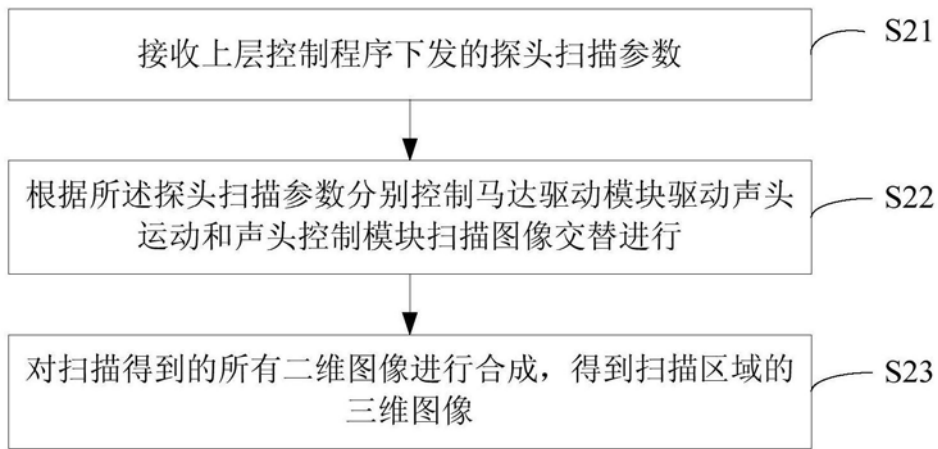 接收上层控制程序下发的探头扫描参数
S21
根据所述探头扫描参数分别控制马达驱动模块驱动声头
运动和声头控制模块扫描图像交替进行
S22
对扫描得到的所有二维图像进行合成，得到扫描区域的
三维图像
S23